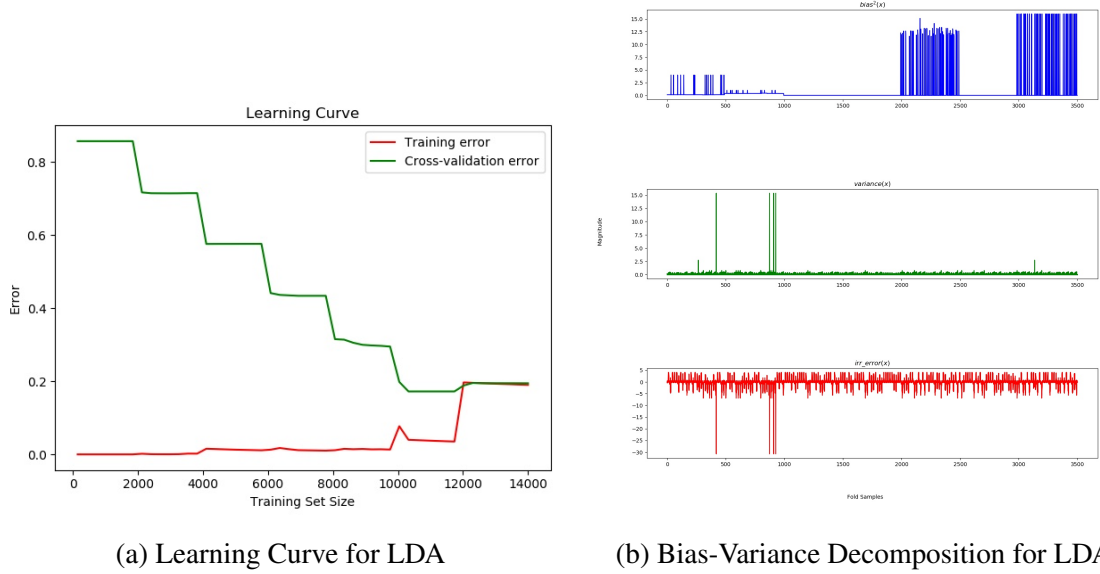 Learning Curve
Training error
Cross-validation error
0.8
0.6
0.4
0.2
0.0
Error
0 2000 4000 6000 8000 10000 12000 14000
Training Set Size
(a) Learning Curve for LDA
bias²(x)
15.0
12.5
10.0
7.5
5.0
2.5
0.0
0 500 1000 1500 2000 2500 3000 3500
variance(x)
15.0
12.5
10.0
7.5
5.0
2.5
0.0
0 500 1000 1500 2000 2500 3000 3500
Magnitude
irr_error(x)
5
0
−5
−10
−15
−20
−25
−30
0 500 1000 1500 2000 2500 3000 3500
Fold Samples
(b) Bias-Variance Decomposition for LDA